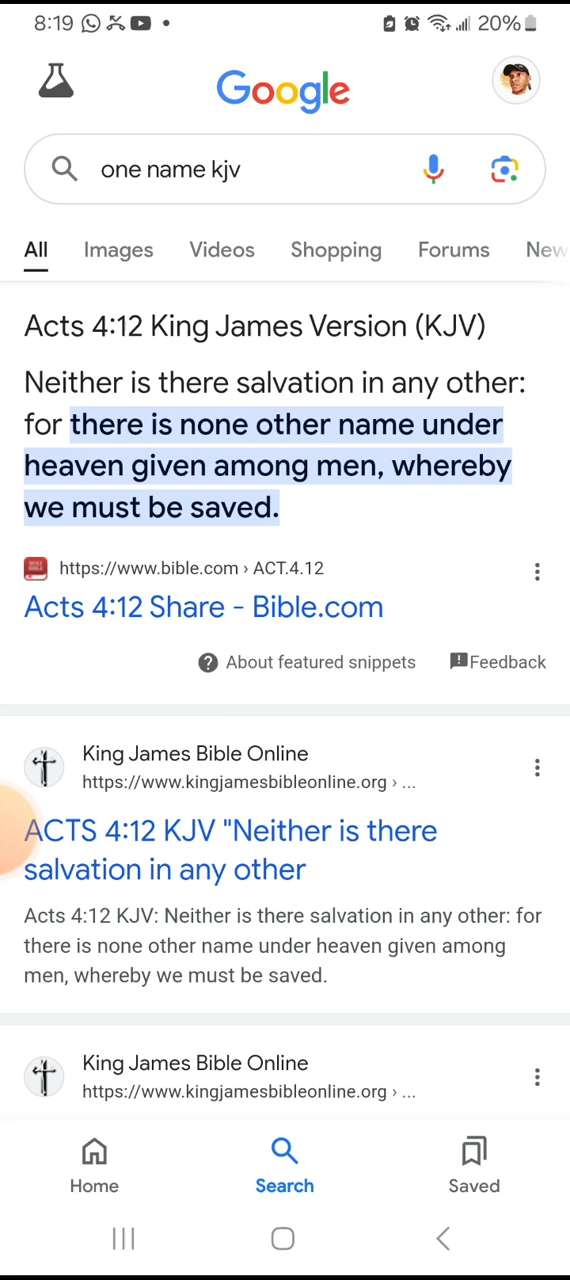 8:19
20%
Google
one name kjv
All Images Videos Shopping Forums New
Acts 4:12 King James Version (KJV)
Neither is there salvation in any other:
for there is none other name under
heaven given among men, whereby
we must be saved.
https://www.bible.com › ACT.4.12
Acts 4:12 Share - Bible.com
About featured snippets Feedback
King James Bible Online
https://www.kingjamesbibleonline.org › ...
ACTS 4:12 KJV "Neither is there
salvation in any other
Acts 4:12 KJV: Neither is there salvation in any other: for
there is none other name under heaven given among
men, whereby we must be saved.
King James Bible Online
https://www.kingjamesbibleonline.org › ...
Home Search Saved